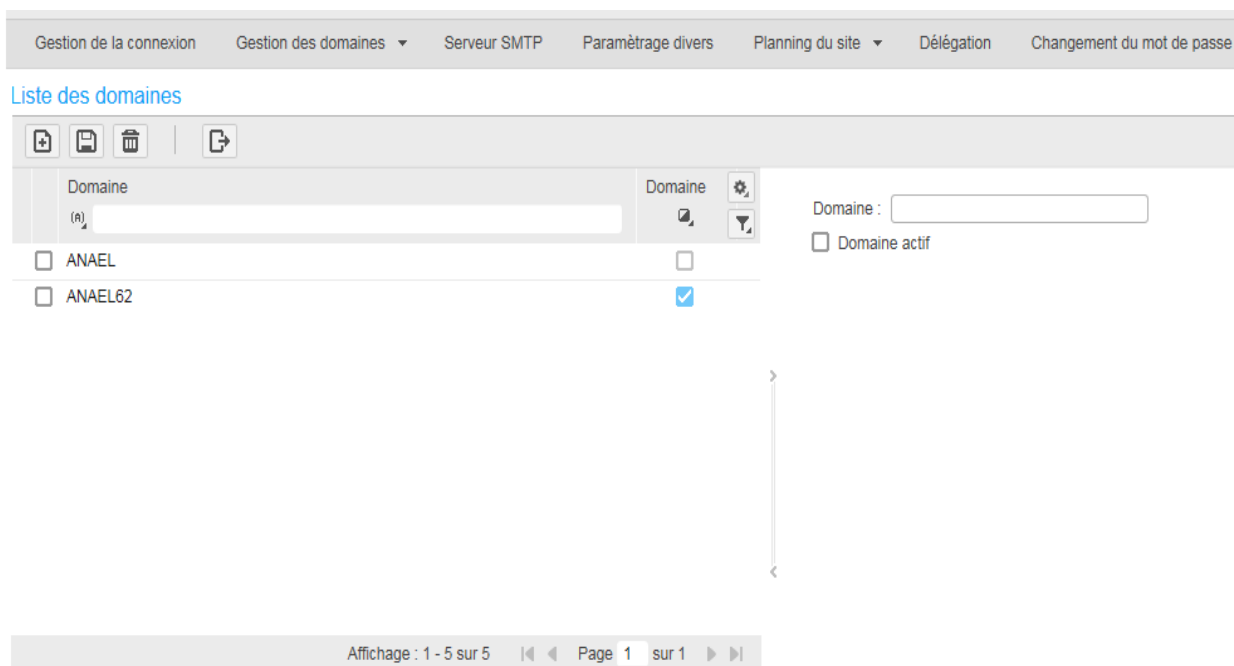 Gestion de la connexion Gestion des domaines Serveur SMTP Paramètrage divers Planning du site Délégation Changement du mot de passe
Liste des domaines
Domaine Domaine
(A)
Domaine :
Domaine actif
ANAEL
ANAEL62
Affichage : 1 - 5 sur 5 Page 1 sur 1